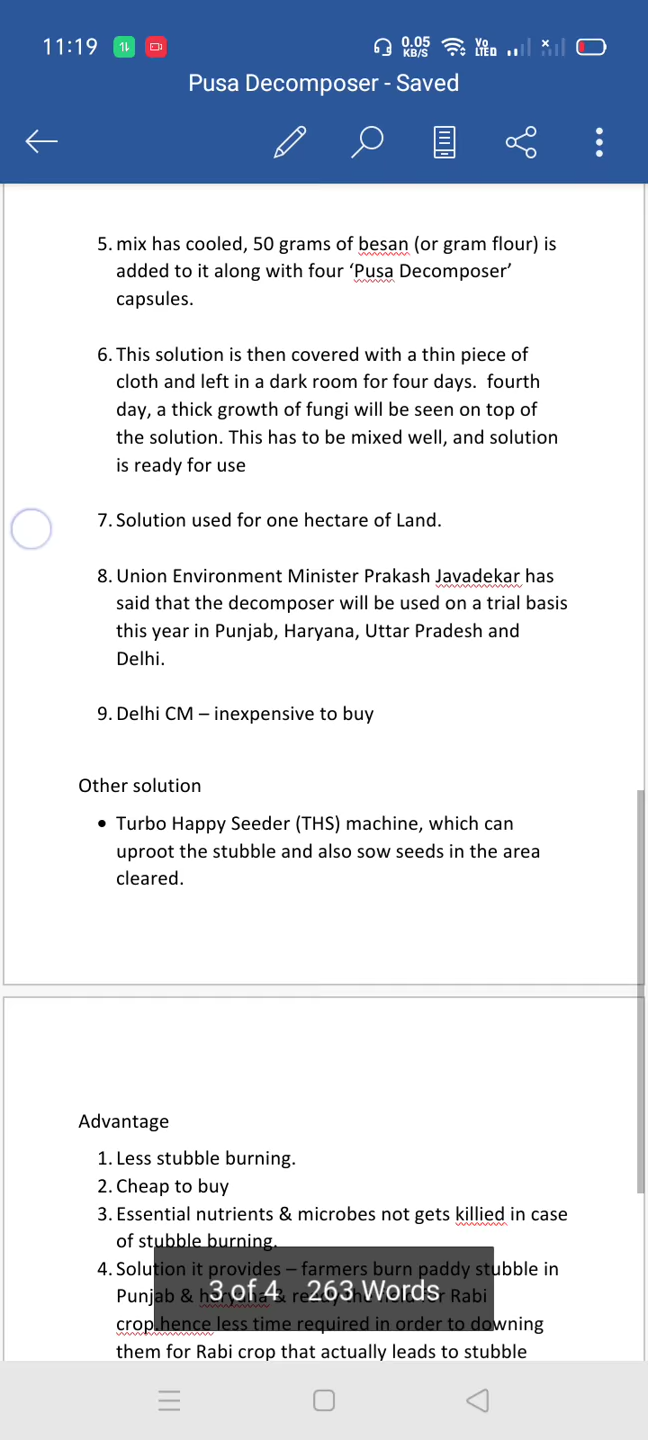 11:19
0.05
KB/S
Vo
LTE
Pusa Decomposer - Saved
5. mix has cooled, 50 grams of besan (or gram flour) is
added to it along with four ‘Pusa Decomposer’
capsules.
6. This solution is then covered with a thin piece of
cloth and left in a dark room for four days.  fourth
day, a thick growth of fungi will be seen on top of
the solution. This has to be mixed well, and solution
is ready for use
7. Solution used for one hectare of Land.
8. Union Environment Minister Prakash Javadekar has
said that the decomposer will be used on a trial basis
this year in Punjab, Haryana, Uttar Pradesh and
Delhi.
9. Delhi CM – inexpensive to buy
Other solution
• Turbo Happy Seeder (THS) machine, which can
uproot the stubble and also sow seeds in the area
cleared.
Advantage
1. Less stubble burning.
2. Cheap to buy
3. Essential nutrients & microbes not gets killied in case
of stubble burning.
4. Solution it provides – farmers burn paddy stubble in
Punjab & haryana & Rabi
3 of 4 263 Words
crop.hence less time required in order to downing
them for Rabi crop that actually leads to stubble